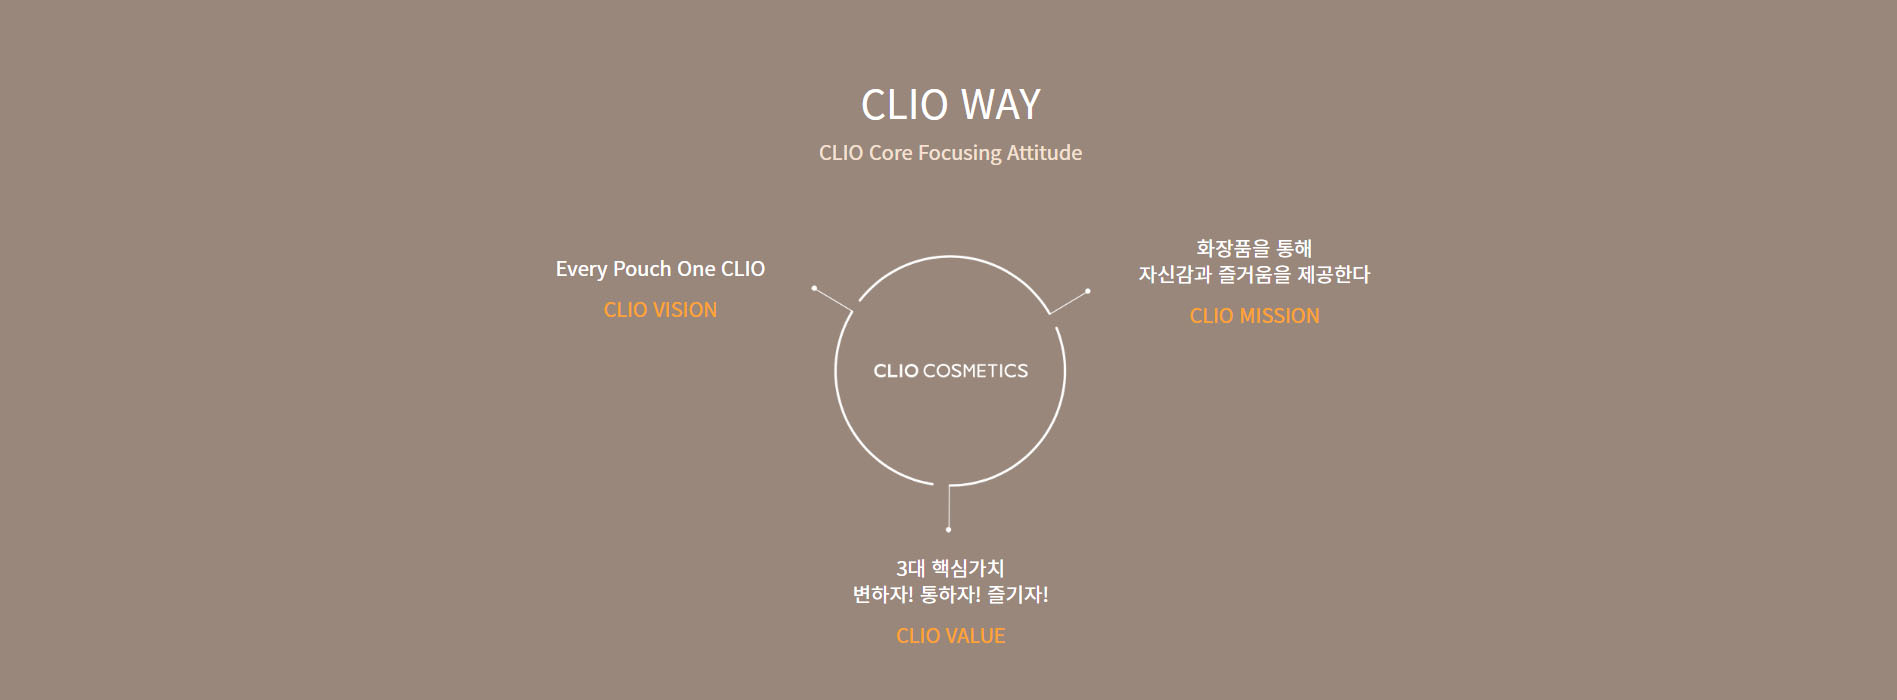 CLIO WAY
CLIO Core Focusing Attitude
Every Pouch One CLIO
CLIO VISION
화장품을 통해
자신감과 즐거움을 제공한다
CLIO MISSION
CLIO COSMETICS
3대 핵심가치
변하자! 통하자! 즐기자!
CLIO VALUE